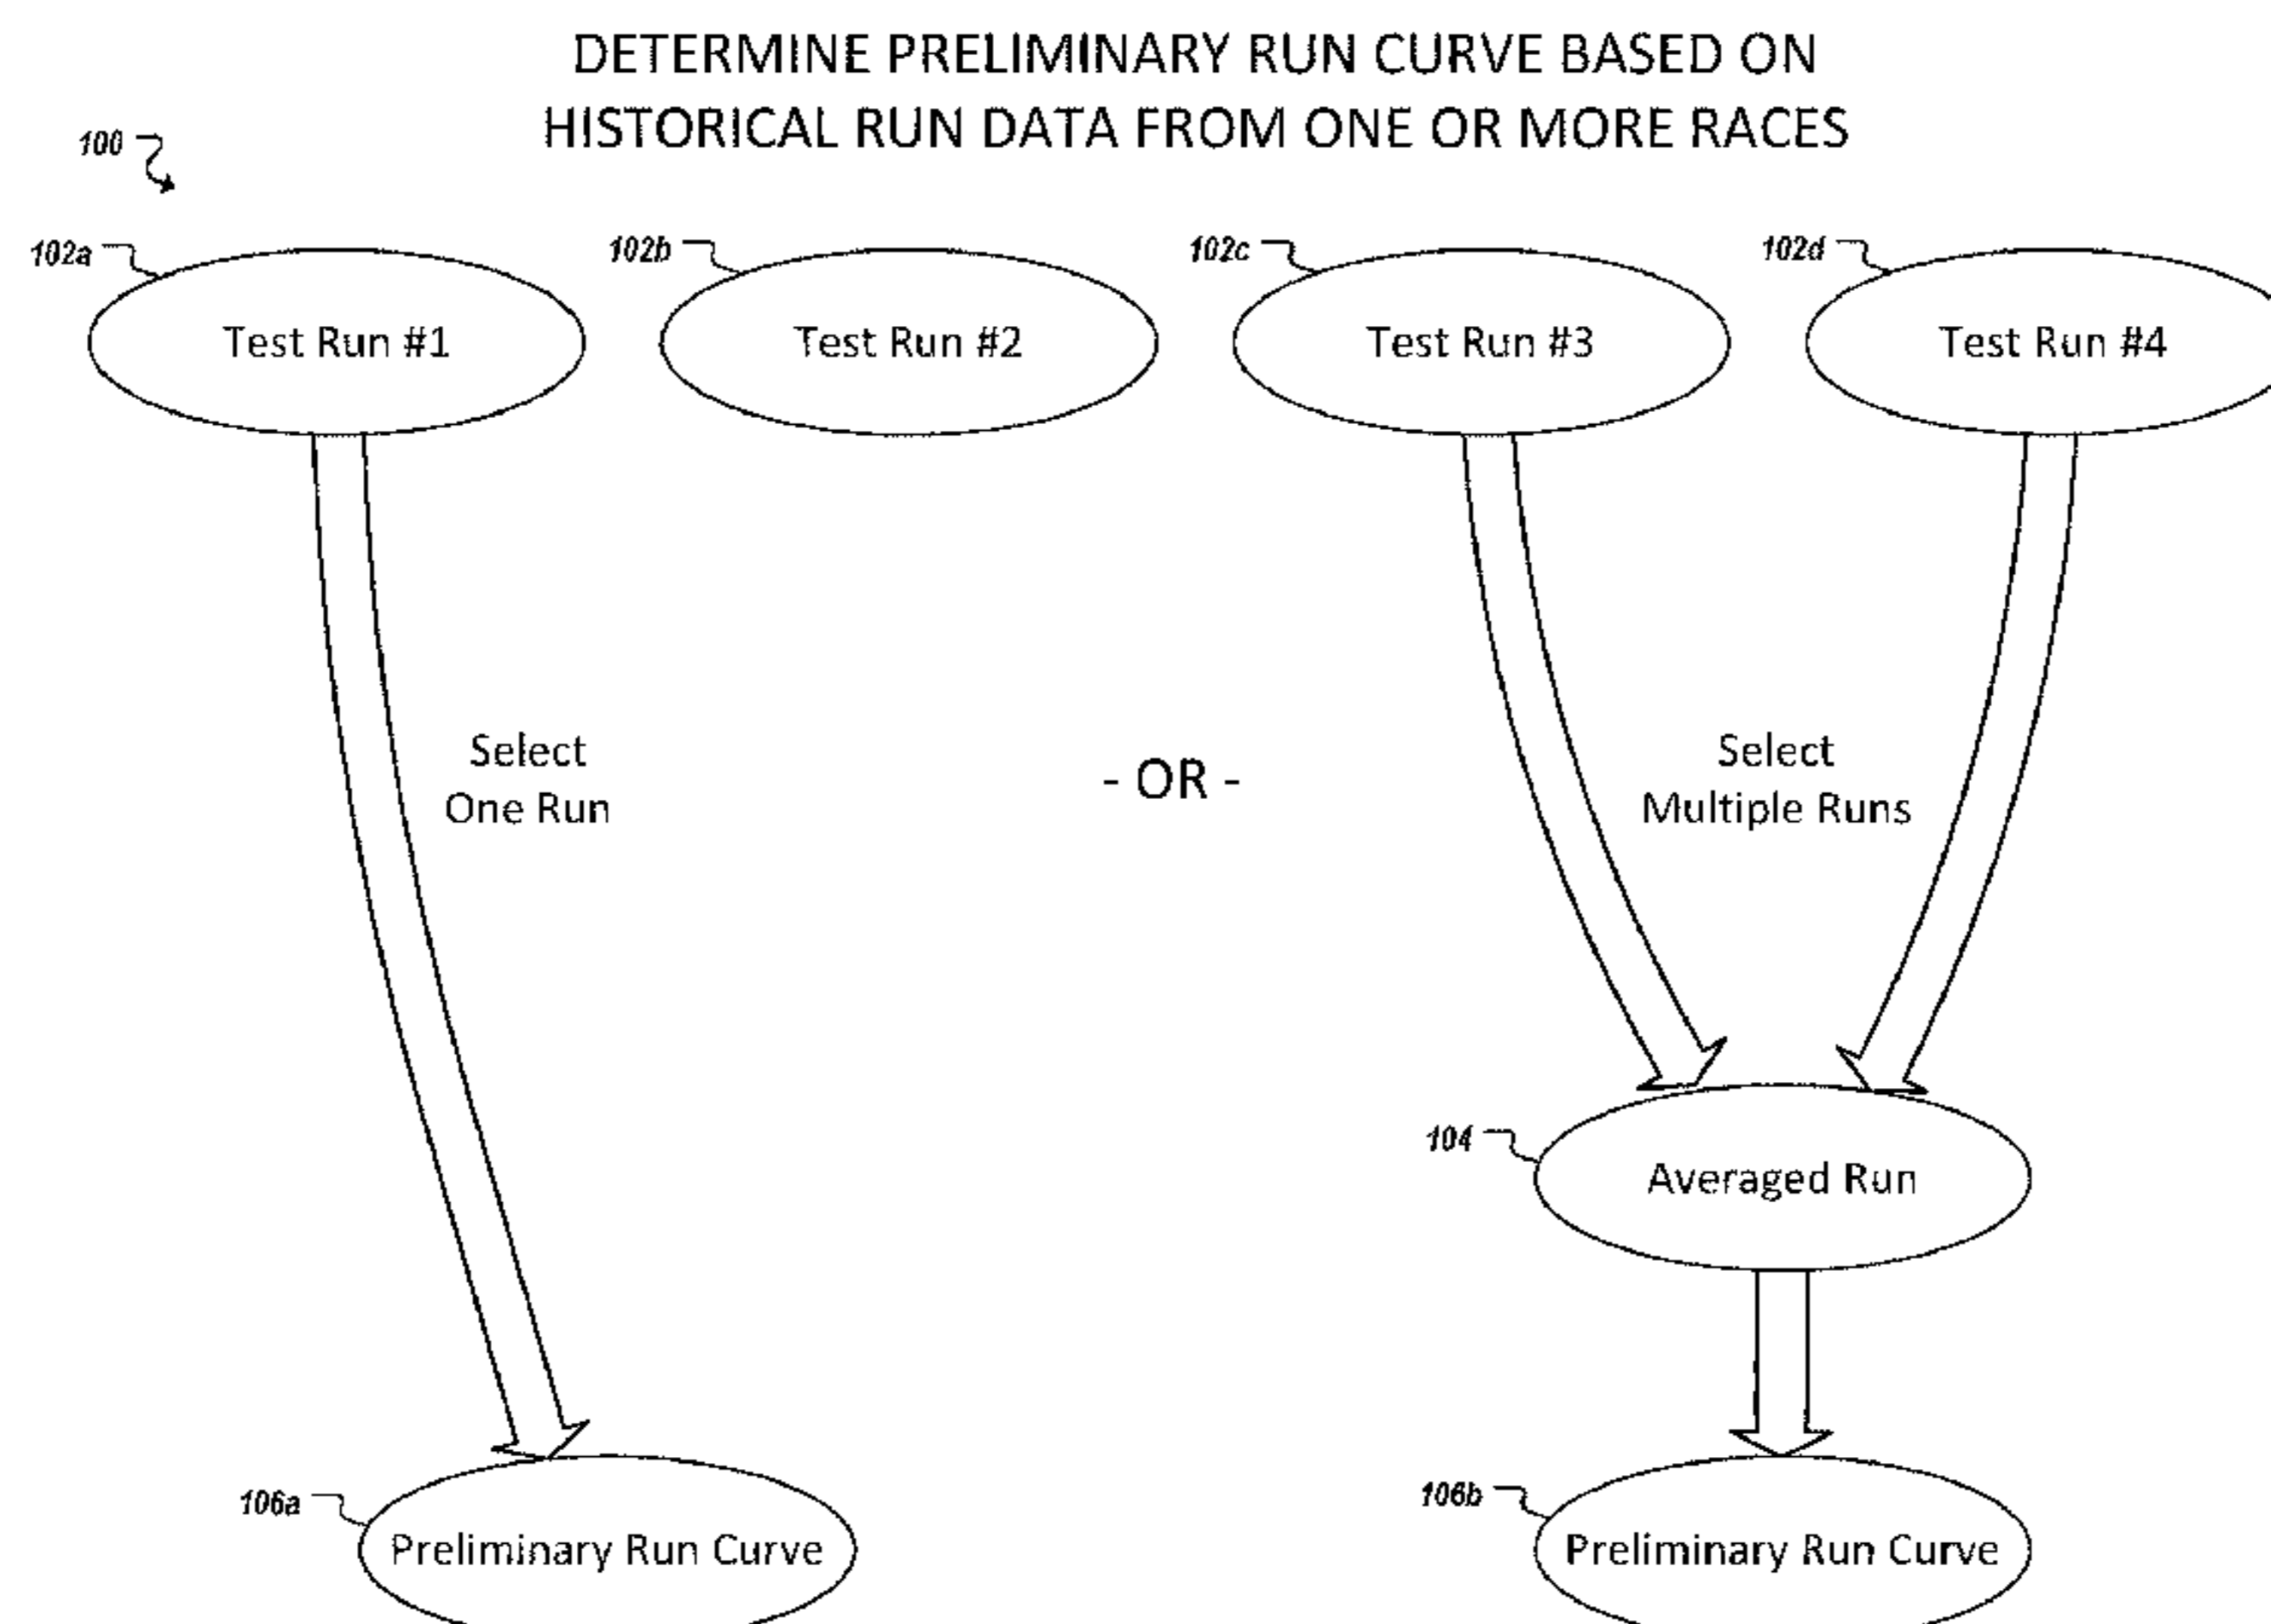 DETERMINE PRELIMINARY RUN CURVE BASED ON
HISTORICAL RUN DATA FROM ONE OR MORE RACES
100
102a
102b
102c
102d
Test Run #1
Test Run #2
Test Run #3
Test Run #4
Select
One Run
- OR -
Select
Multiple Runs
104
Averaged Run
106a
Preliminary Run Curve
106b
Preliminary Run Curve